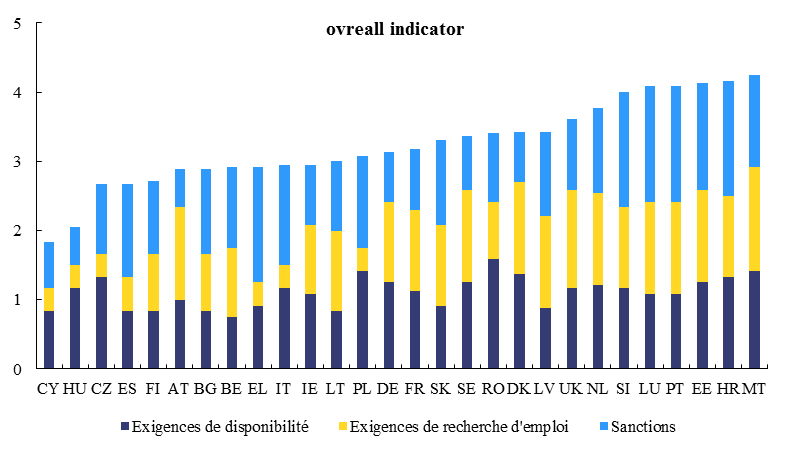 ovreall indicator
5
4
3
2
1
0
CY HU CZ ES FI AT BG BE EL IT IE LT PL DE FR SK SE RO DK LV UK NL SI LU PT EE HR MT
Exigences de disponibilité Exigences de recherche d'emploi Sanctions